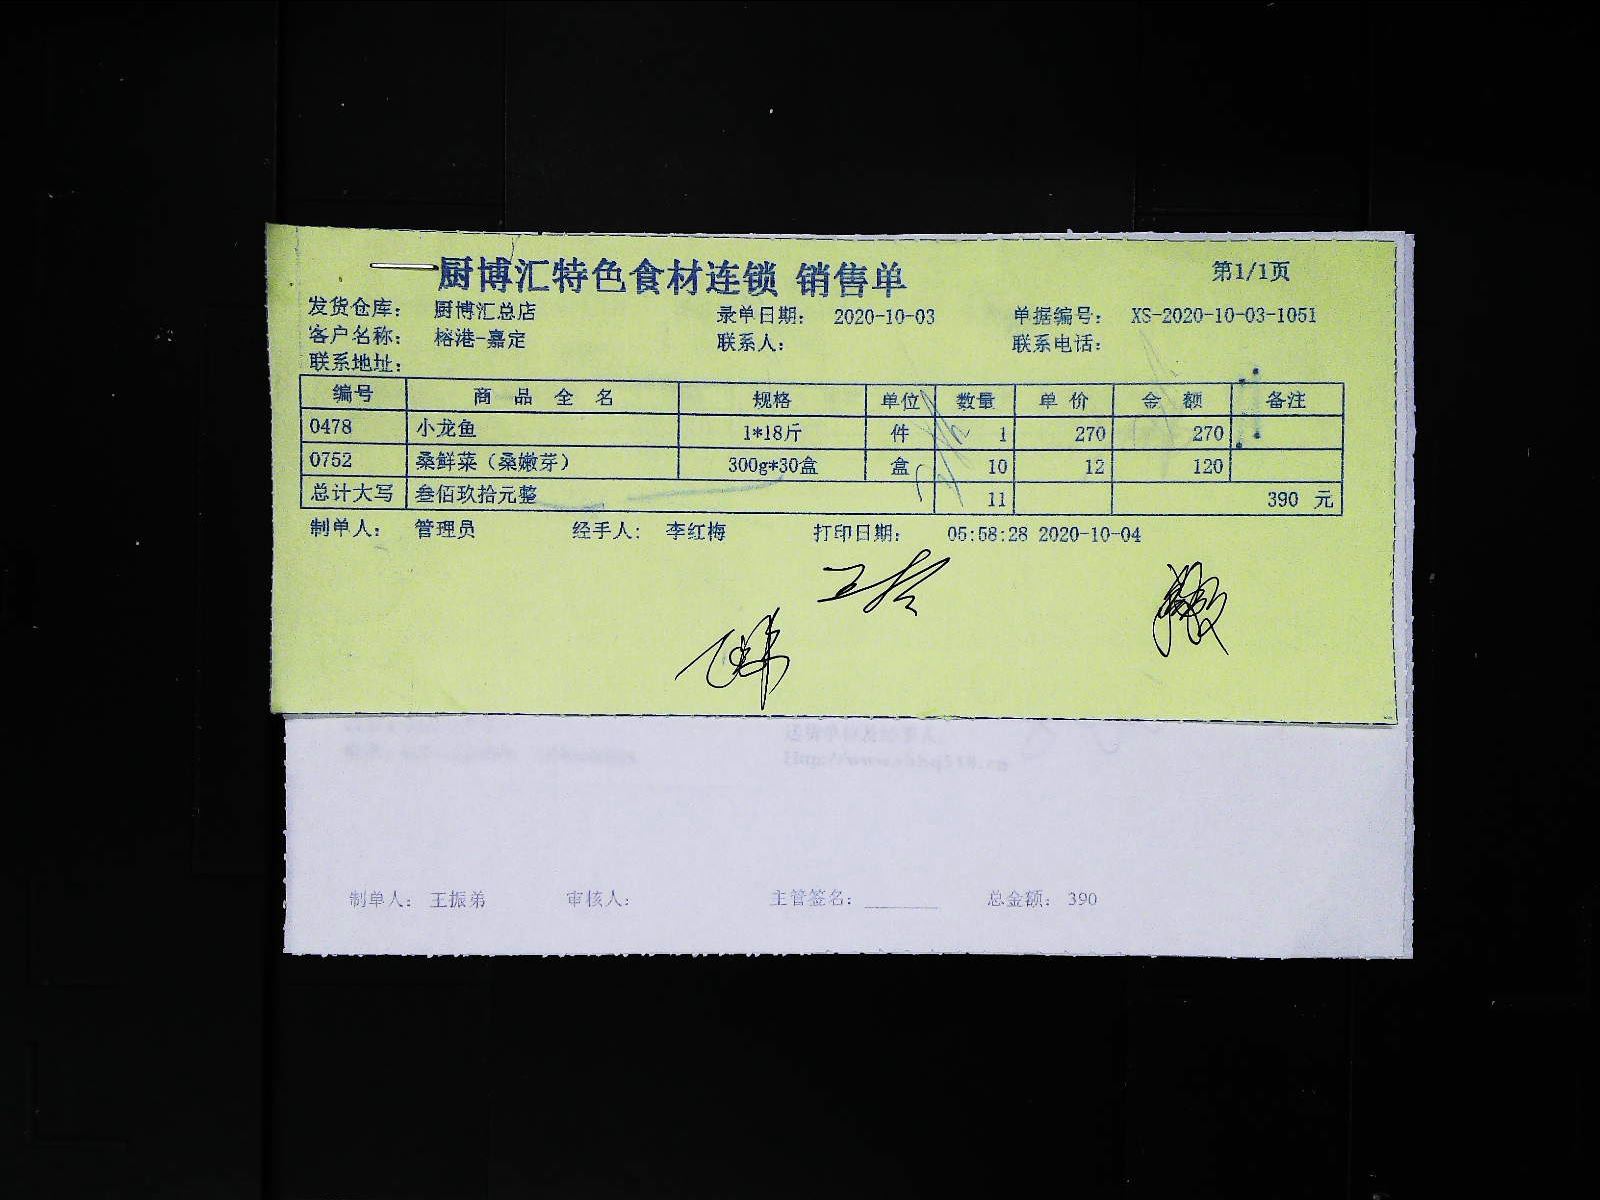 厨博汇特色食材连锁 销售单 第1/1页
发货仓库： 厨博汇总店 录单日期： 2020-10-03 单据编号： XS-2020-10-03-1051
客户名称： 榕港-嘉定 联系人： 联系电话：
联系地址：
编号 商品全名 规格 单位 数量 单价 金额 备注
0478 小龙鱼 1*18斤 件 1 270 270
0752 桑鲜菜（桑嫩芽） 300g*30盒 盒 10 12 120
总计大写 叁佰玖拾元整 11 390 元
制单人： 管理员 经手人： 李红梅 打印日期： 05:58:28 2020-10-04
制单人： 王振弟 审核人： 主管签名： ________ 总金额： 390